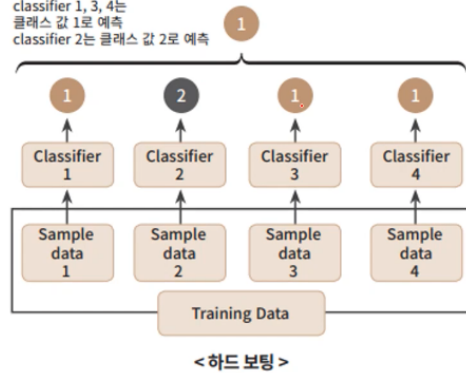 classifier 1, 3, 4는
클래스 값 1로 예측
classifier 2는 클래스 값 2로 예측
1
1
2
1
1
Classifier
1
Classifier
2
Classifier
3
Classifier
4
Sample
data
1
Sample
data
2
Sample
data
3
Sample
data
4
Training Data
< 하드 보팅 >